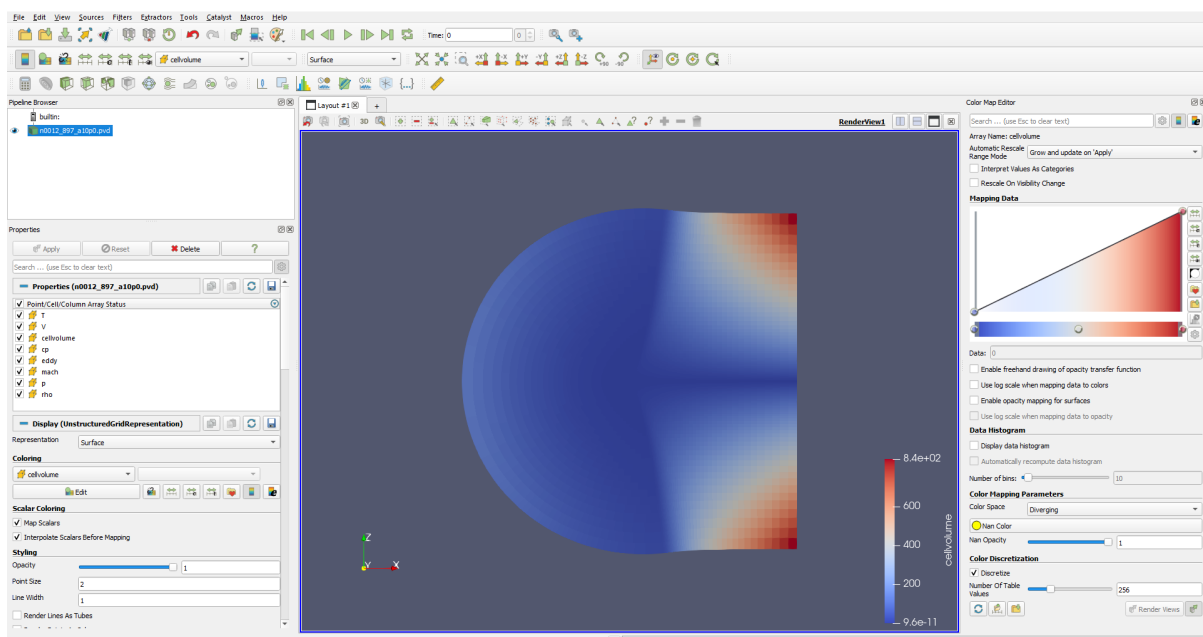 File Edit View Sources Filters Extractors Tools Catalyst Macros Help
Time: 0 0
cellvolume Surface
Pipeline Browser
builtin:
n0012_897_a10p0.pvd
Properties
Apply Reset Delete ?
Search ... (use Esc to clear text)
Properties (n0012_897_a10p0.pvd)
Point/Cell/Column Array Status
T
V
cellvolume
cp
eddy
mach
p
rho
Display (UnstructuredGridRepresentation)
Representation Surface
Coloring
cellvolume
Edit
Scalar Coloring
Map Scalars
Interpolate Scalars Before Mapping
Styling
Opacity 1
Point Size 2
Line Width 1
Render Lines As Tubes
Layout #1 +
3D RenderView1
8.4e+02
600
400
200
9.6e-11
cellvolume
Z
Y X
Color Map Editor
Search ... (use Esc to clear text)
Array Name: cellvolume
Automatic Rescale
Range Mode Grow and update on 'Apply'
Interpret Values As Categories
Rescale On Visibility Change
Mapping Data
Data: 0
Enable freehand drawing of opacity transfer function
Use log scale when mapping data to colors
Enable opacity mapping for surfaces
Use log scale when mapping data to opacity
Data Histogram
Display data histogram
Automatically recompute data histogram
Number of bins: 10
Color Mapping Parameters
Color Space Diverging
Nan Color
Nan Opacity 1
Color Discretization
Discretize
Number Of Table
Values 256
Render Views